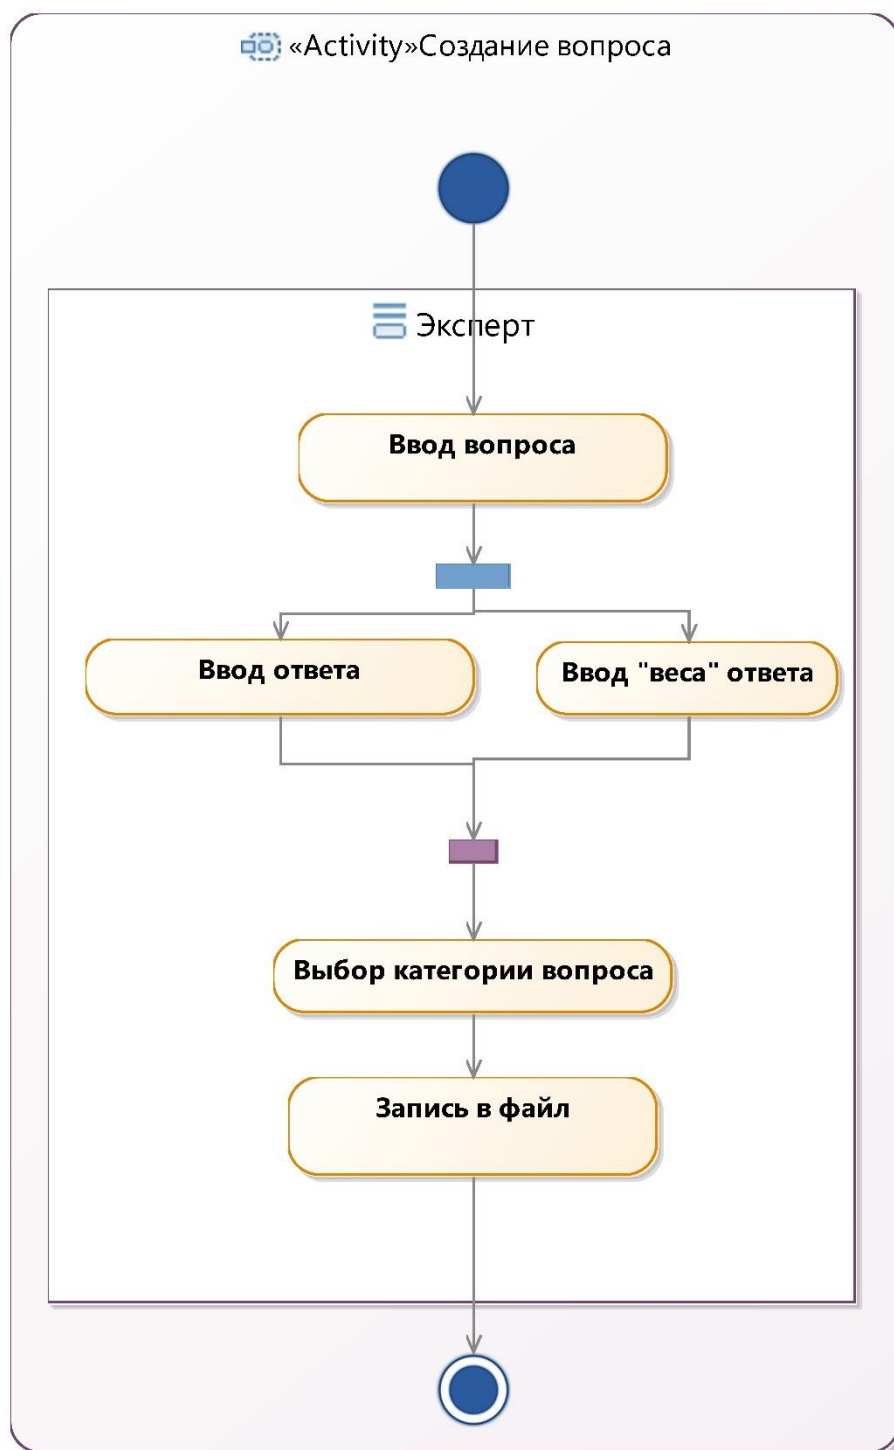 «Activity»Создание вопроса
Эксперт
Ввод вопроса
Ввод ответа
Ввод "веса" ответа
Выбор категории вопроса
Запись в файл